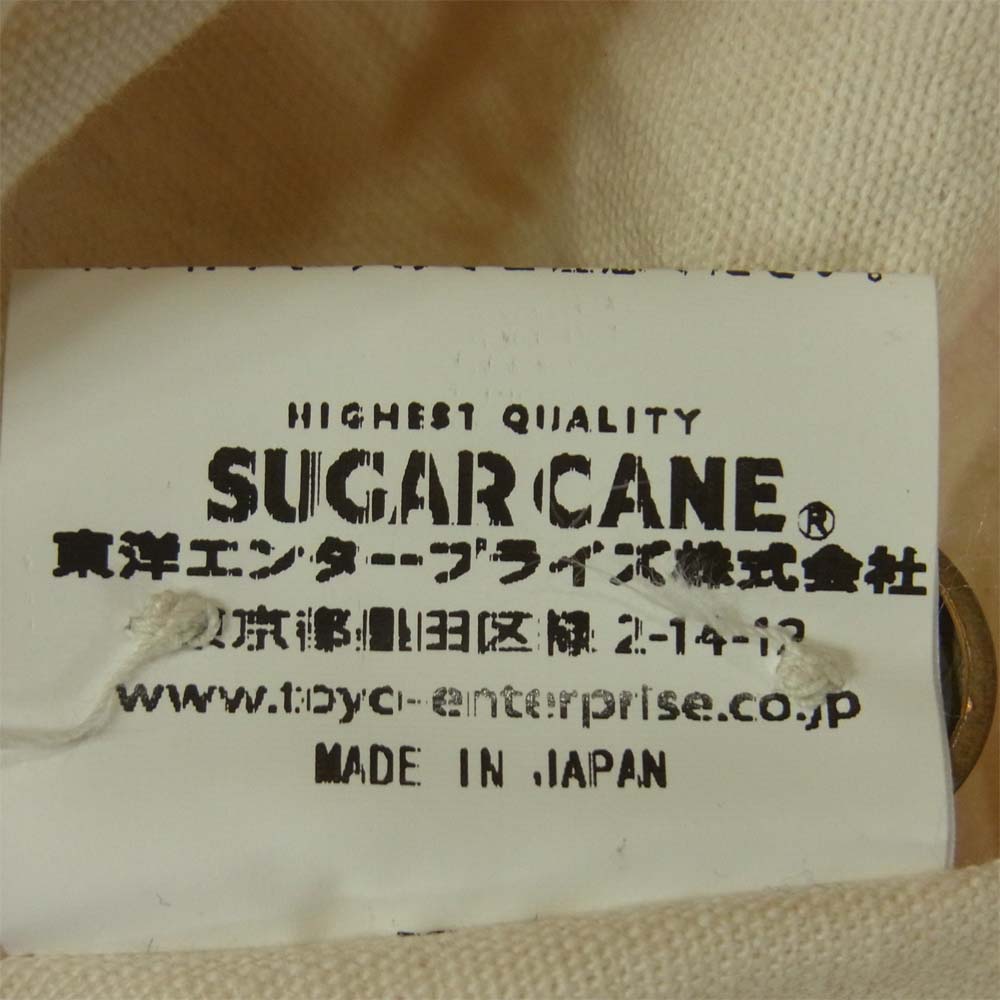 HIGHEST QUALITY
SUGAR CANE®
東洋エンタープライズ株式会社
東京都墨田区緑 2-14-12
www.toyo-enterprise.co.jp
MADE IN JAPAN